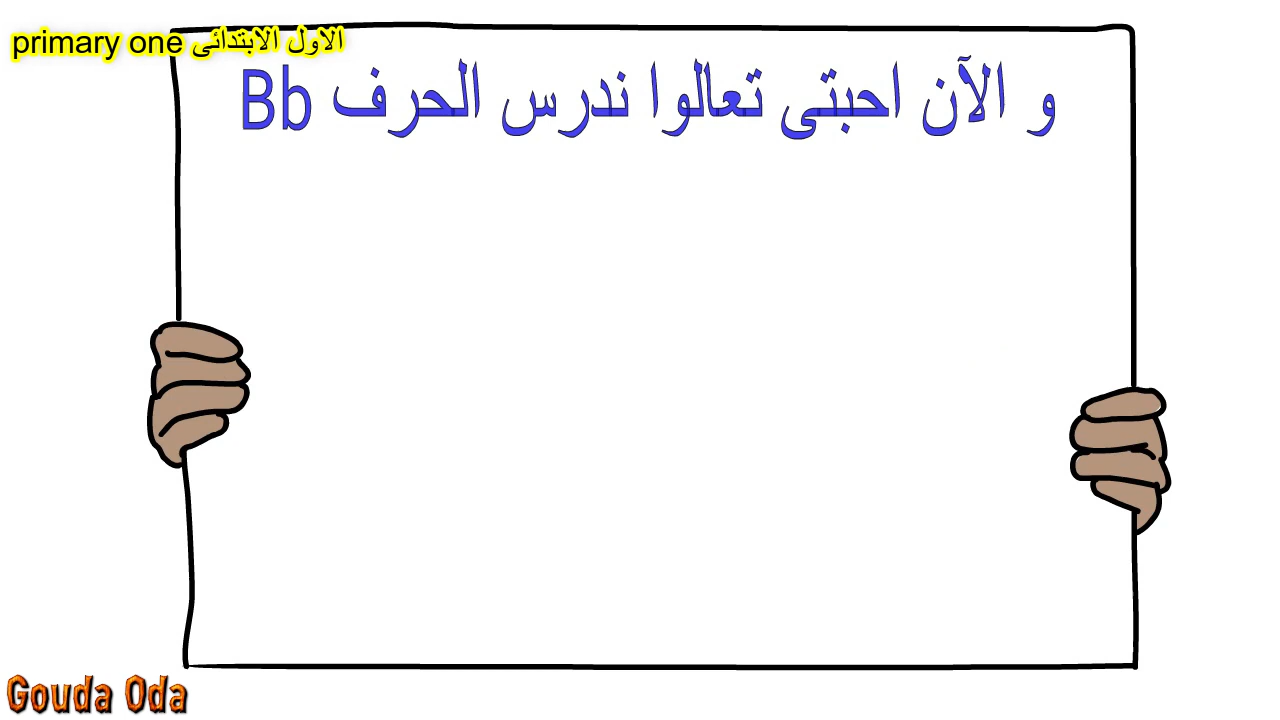 primary one الاول الابتدائى
و الآن احبتى تعالوا ندرس الحرف Bb
Gouda Oda